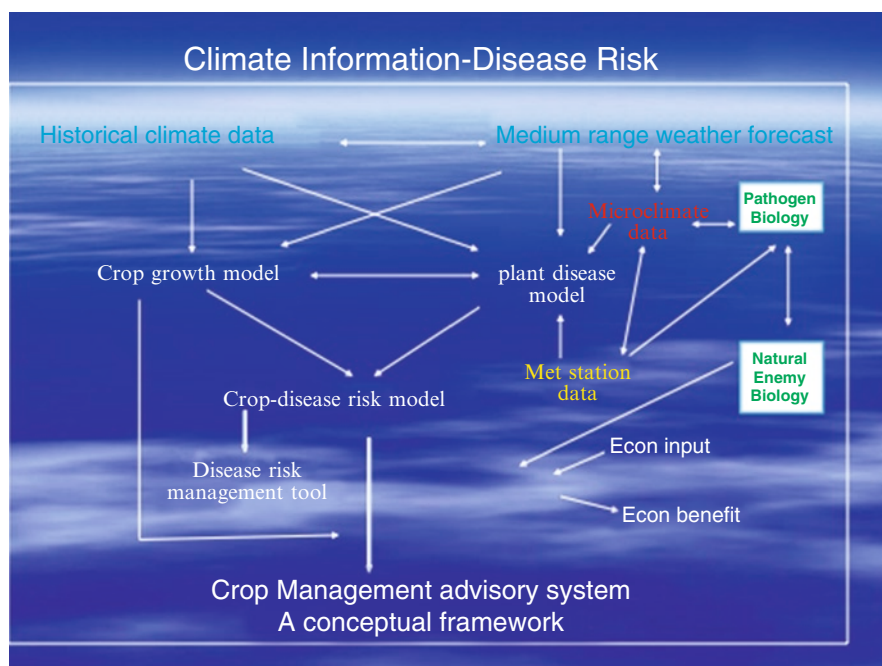 Climate Information-Disease Risk
Historical climate data
Medium range weather forecast
Microclimate
data
Pathogen
Biology
Crop growth model
plant disease
model
Met station
data
Natural
Enemy
Biology
Crop-disease risk model
Econ input
Disease risk
management tool
Econ benefit
Crop Management advisory system
A conceptual framework